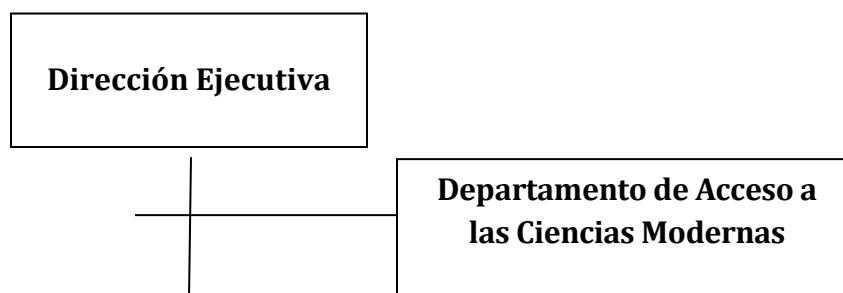 Dirección Ejecutiva
Departamento de Acceso a
las Ciencias Modernas